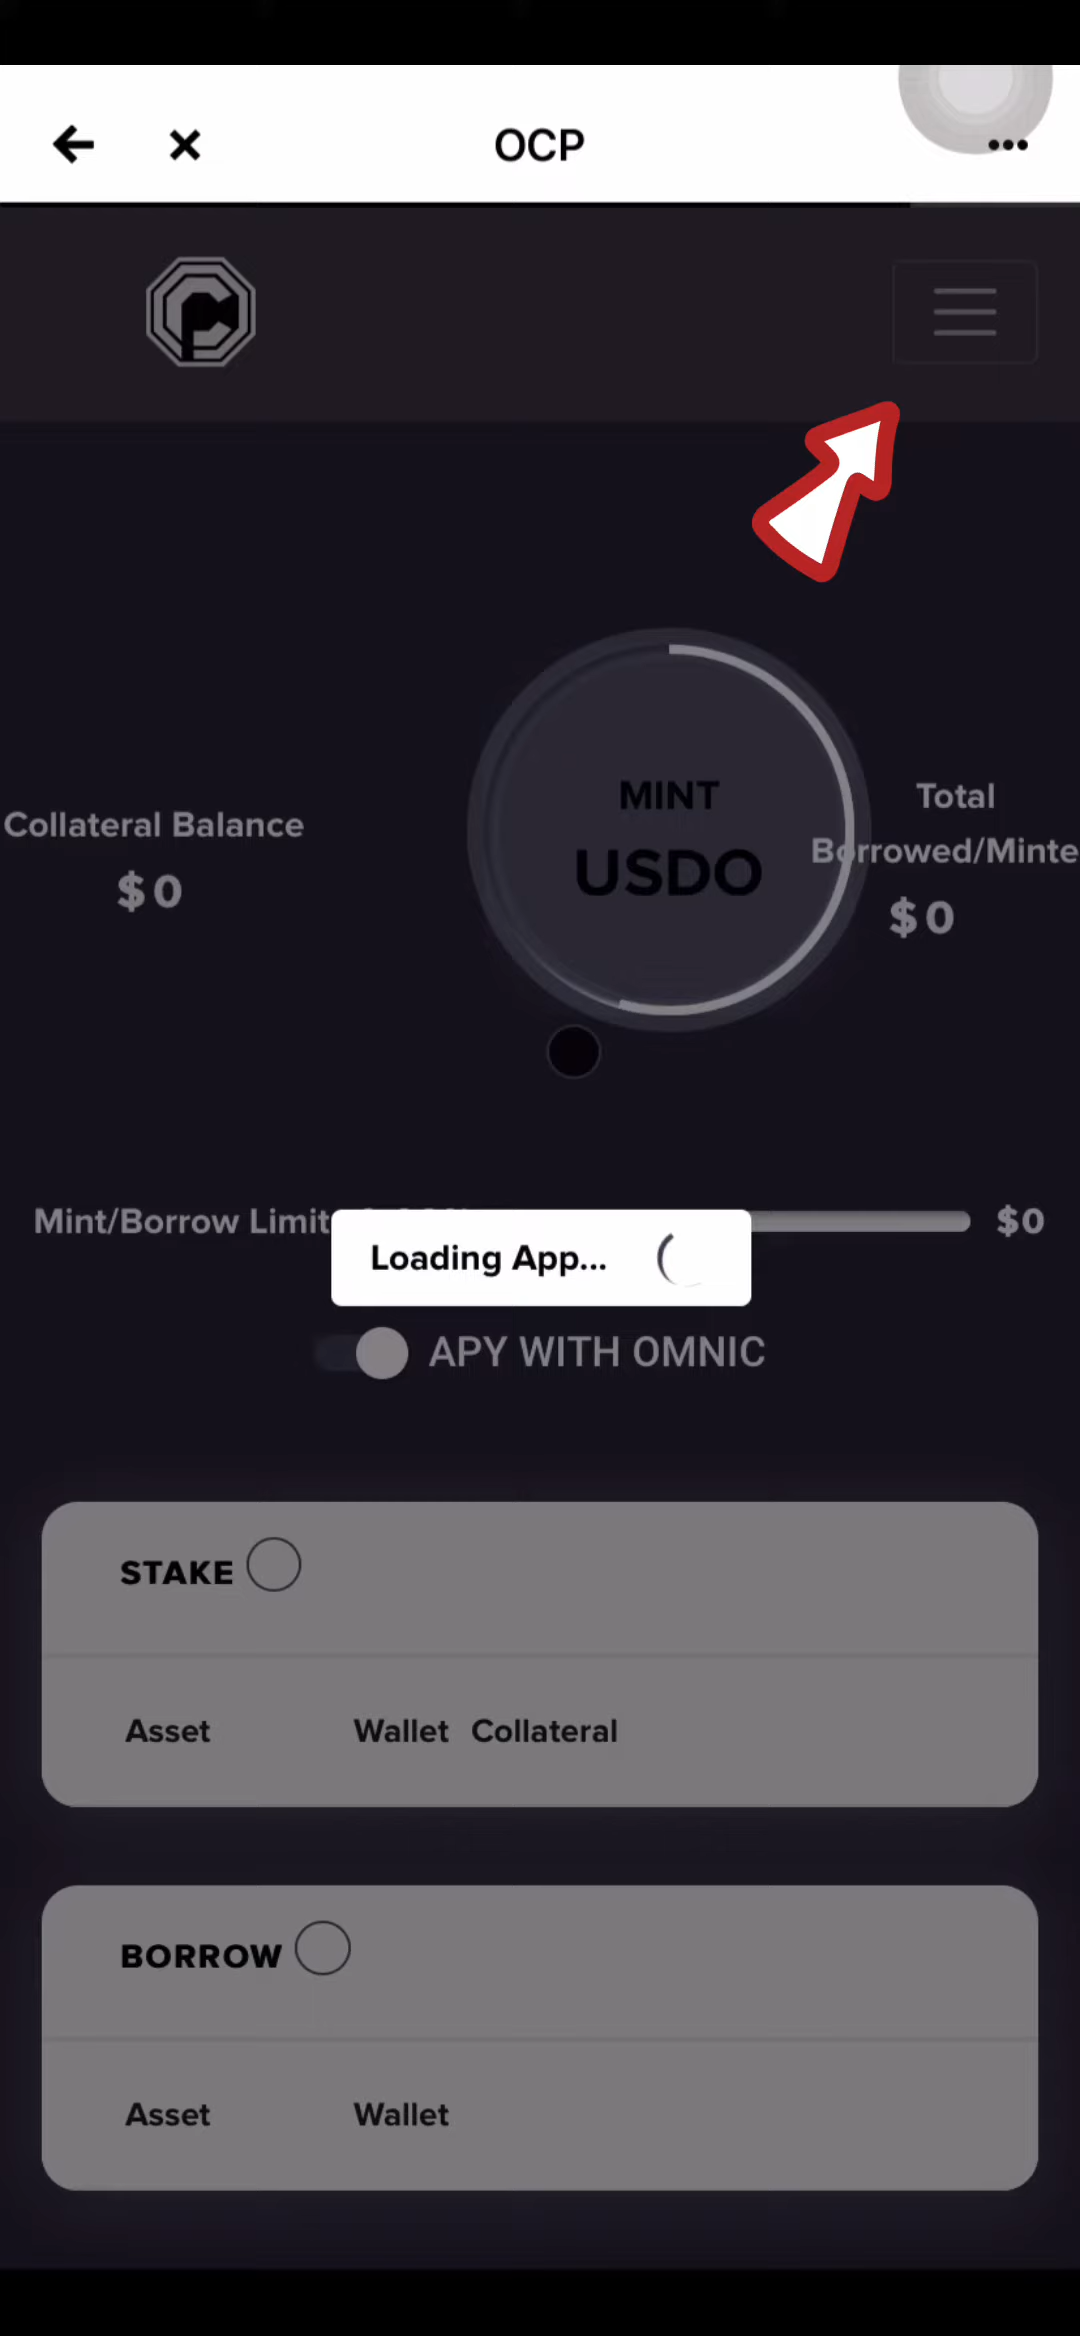 OCP
MINT
USDO
Collateral Balance
$0
Total
Borrowed/Minte
$0
Mint/Borrow Limit
$0
Loading App...
APY WITH OMNIC
STAKE
Asset Wallet Collateral
BORROW
Asset Wallet